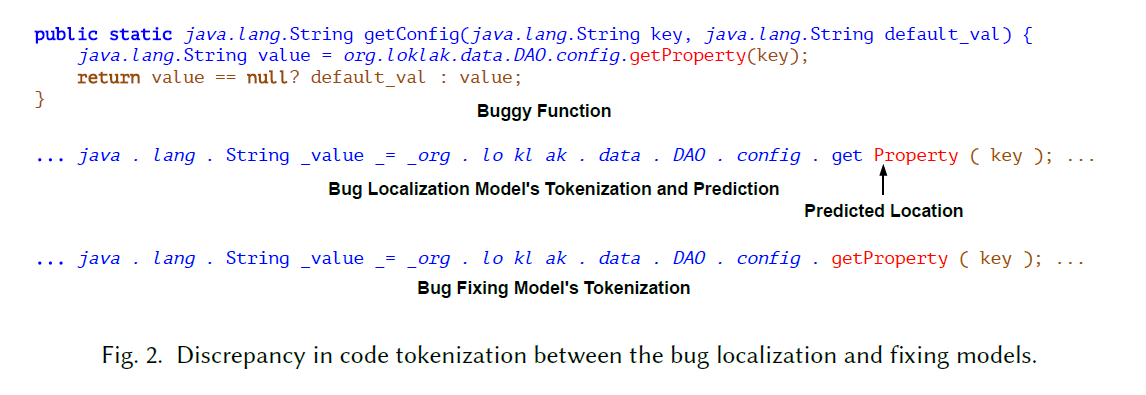 public static java.lang.String getConfig(java.lang.String key, java.lang.String default_val) {
java.lang.String value = org.loklak.data.DAO.config.getProperty(key);
return value == null? default_val : value;
}
Buggy Function
... java . lang . String _value _= _org . lo kl ak . data . DAO . config . get Property ( key ); ...
Bug Localization Model's Tokenization and Prediction
Predicted Location
... java . lang . String _value _= _org . lo kl ak . data . DAO . config . getProperty ( key ); ...
Bug Fixing Model's Tokenization
Fig. 2. Discrepancy in code tokenization between the bug localization and fixing models.